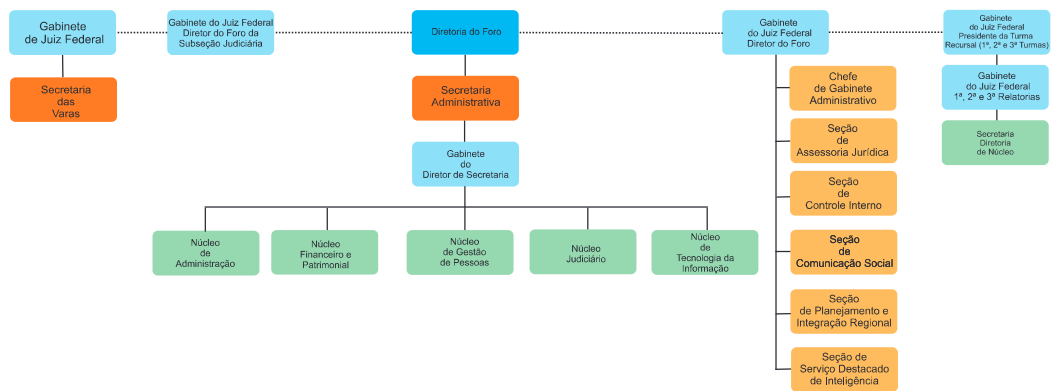 Gabinete
de Juiz Federal
Gabinete do Juiz Federal
Diretor do Foro da
Subseção Judiciária
Diretoria do Foro
Gabinete
do Juiz Federal
Diretor do Foro
Gabinete
do Juiz Federal
Presidente da Turma
Recursal (1ª, 2ª e 3ª Turmas)
Secretaria
das
Varas
Secretaria
Administrativa
Chefe
de Gabinete
Administrativo
Gabinete
do Juiz Federal
1ª, 2ª e 3ª Relatorias
Gabinete
do
Diretor de Secretaria
Seção
de
Assessoria Jurídica
Secretaria
Diretoria
de Núcleo
Seção
de
Controle Interno
Núcleo
de
Administração
Núcleo
Financeiro e
Patrimonial
Núcleo
de Gestão
de Pessoas
Núcleo
Judiciário
Núcleo
de
Tecnologia da
Informação
Seção
de
Comunicação Social
Seção
de Planejamento e
Integração Regional
Seção de
Serviço Destacado
de Inteligência